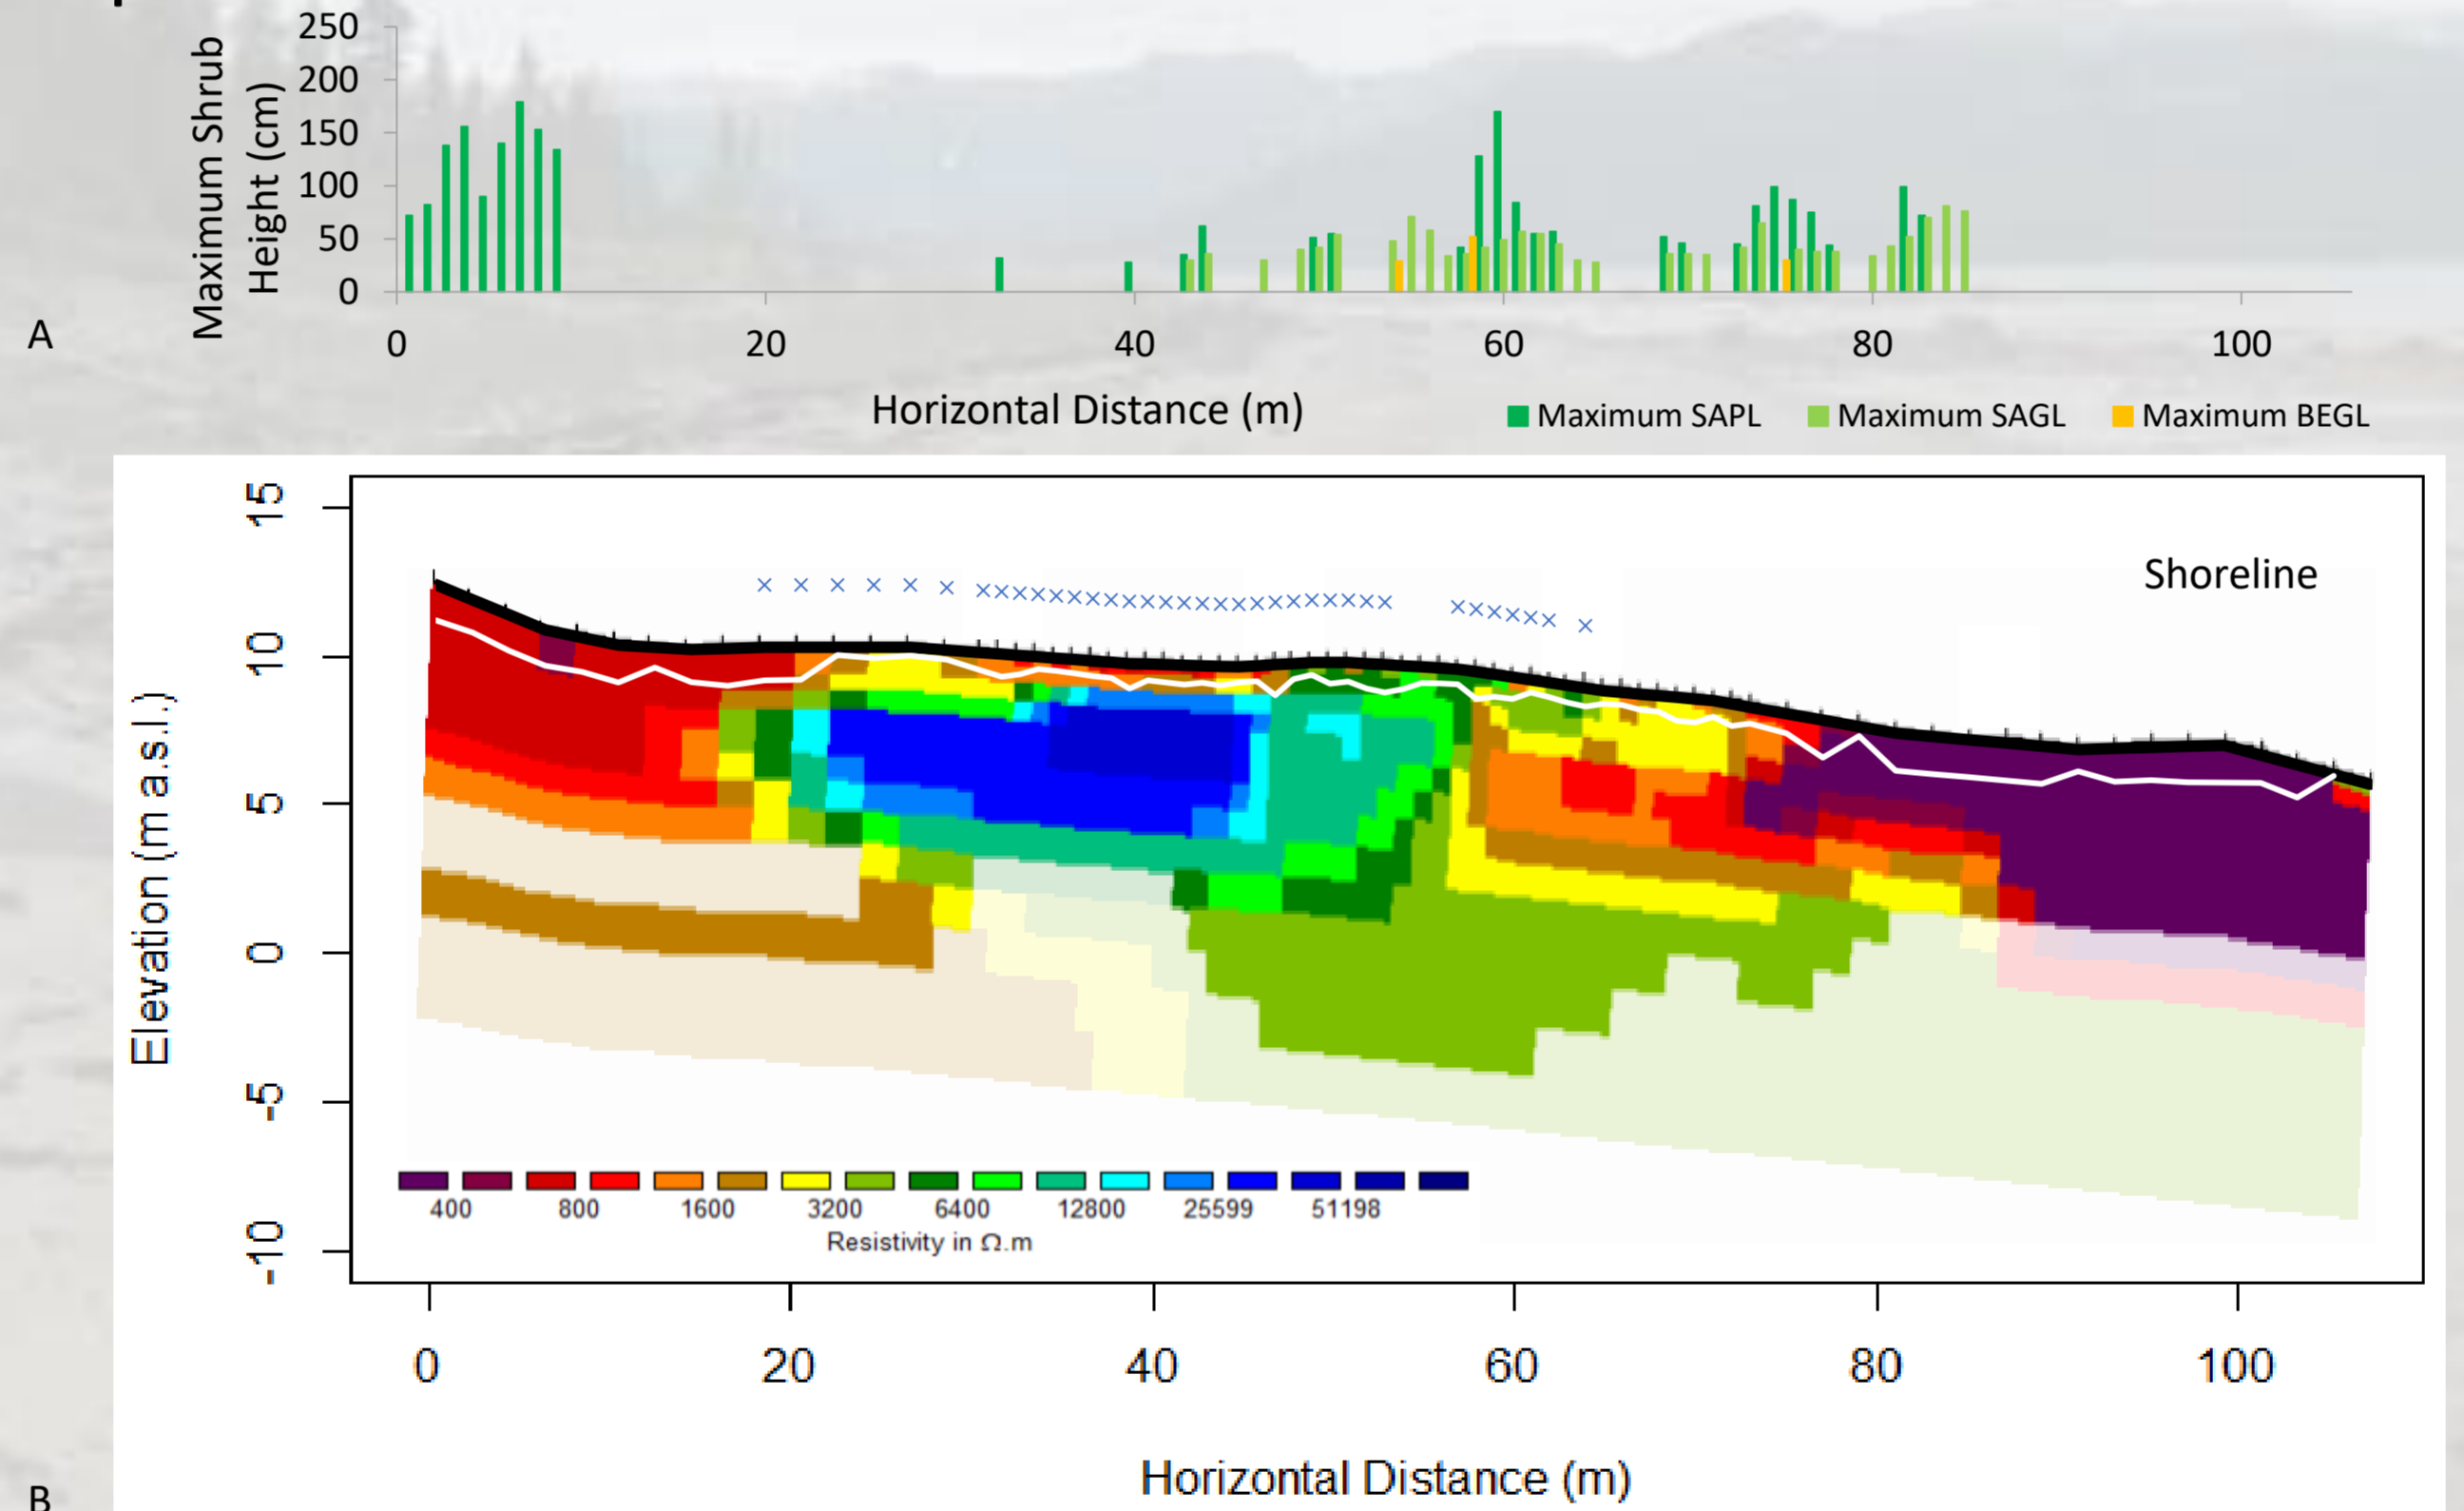 Maximum Shrub
Height (cm)
250
200
150
100
50
0
0 20 40 60 80 100
A
Horizontal Distance (m)
Maximum SAPL Maximum SAGL Maximum BEGL
Elevation (m a.s.l.)
15
10
5
0
-5
-10
Shoreline
400 800 1600 3200 6400 12800 25599 51198
Resistivity in Ω.m
0 20 40 60 80 100
Horizontal Distance (m)
B